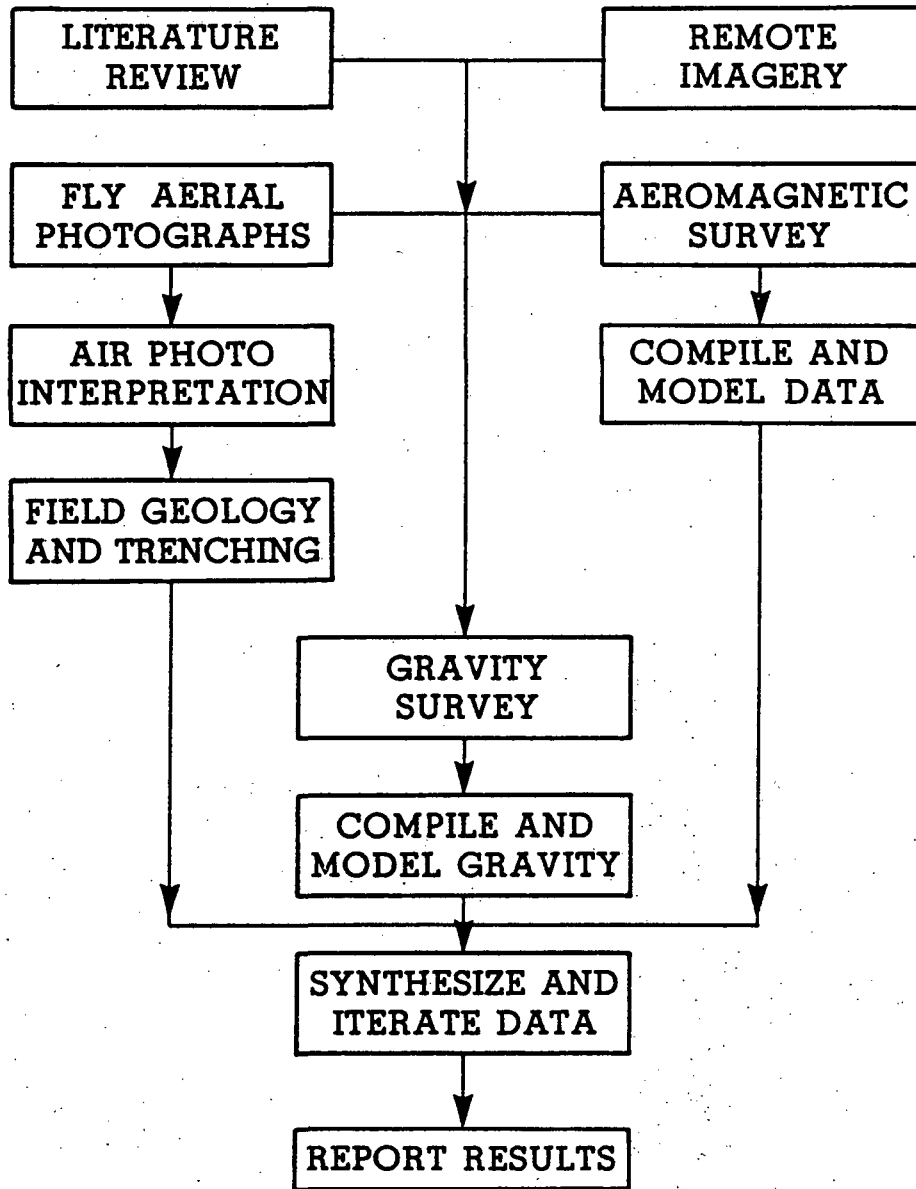 LITERATURE
REVIEW
REMOTE
IMAGERY
FLY AERIAL
PHOTOGRAPHS
AEROMAGNETIC
SURVEY
AIR PHOTO
INTERPRETATION
COMPILE AND
MODEL DATA
FIELD GEOLOGY
AND TRENCHING
GRAVITY
SURVEY
COMPILE AND
MODEL GRAVITY
SYNTHESIZE AND
ITERATE DATA
REPORT RESULTS